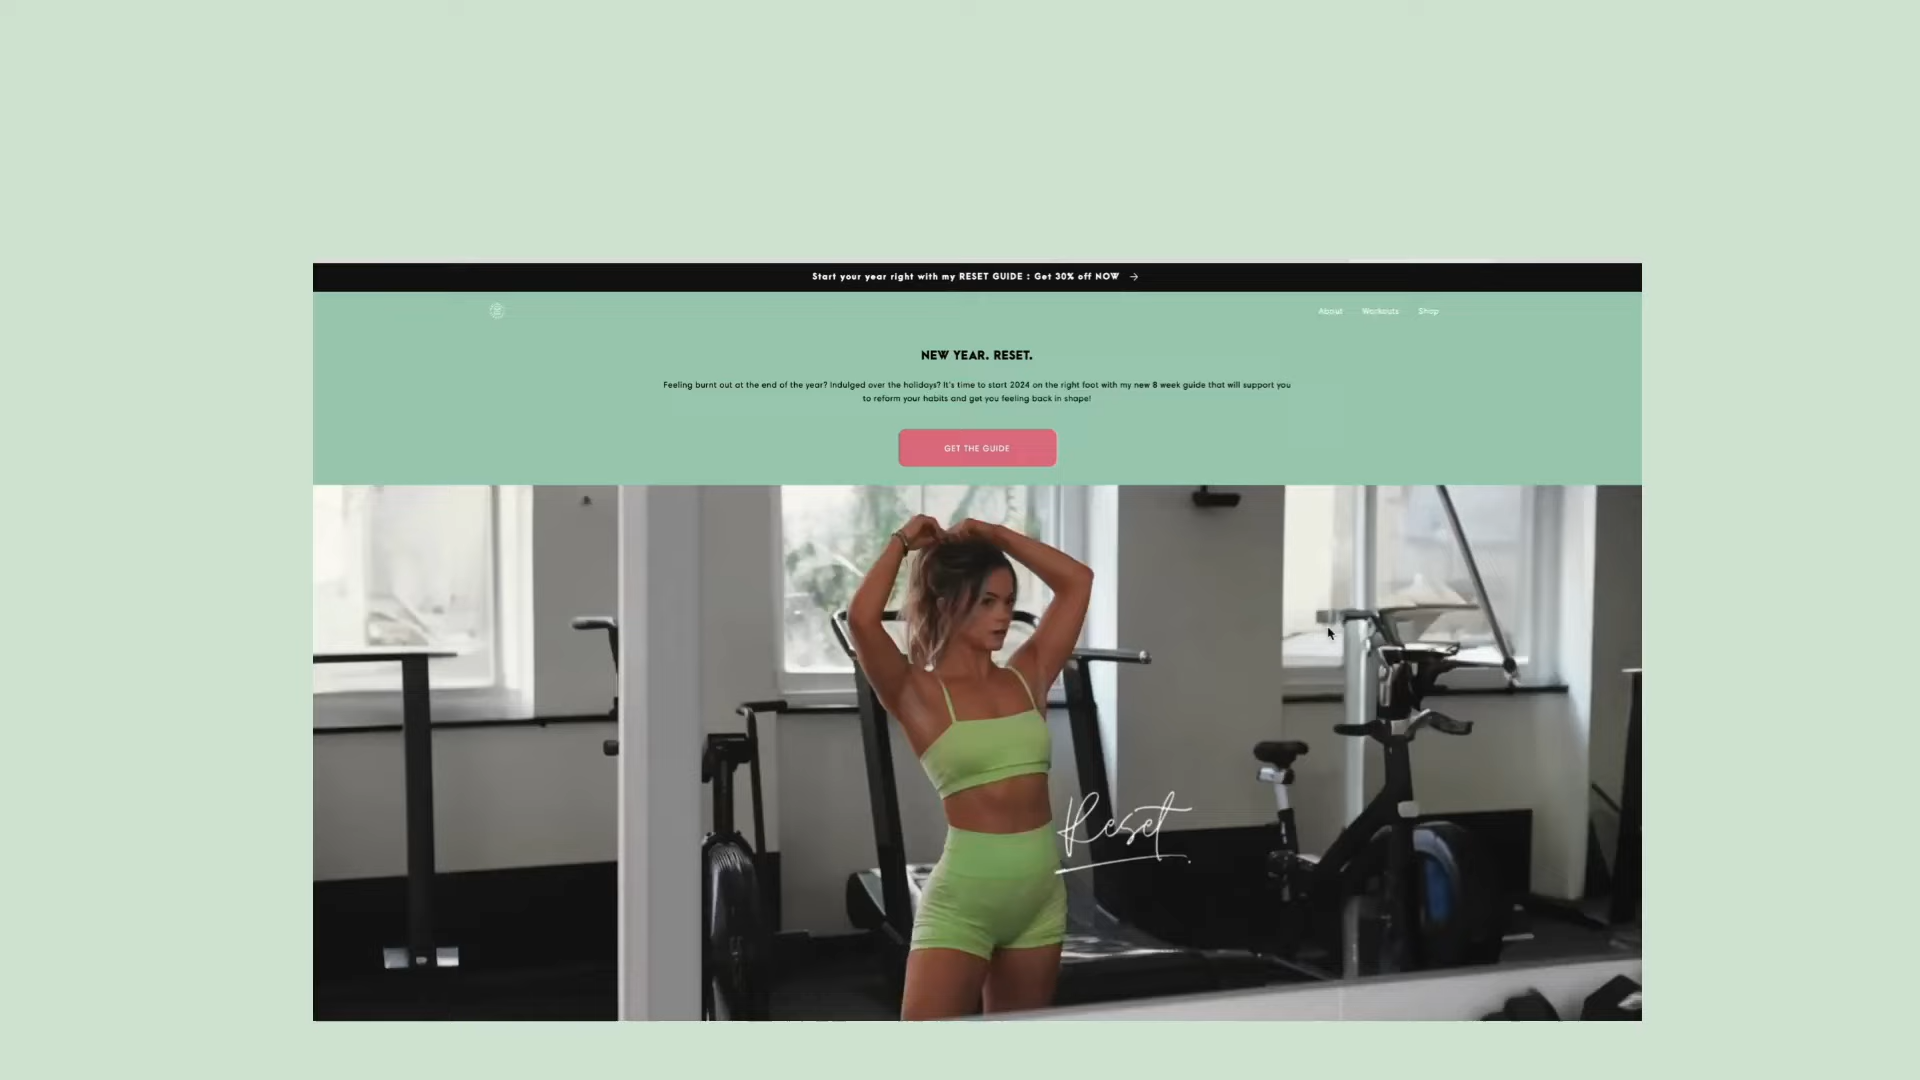 Start your year right with my RESET GUIDE : Get 30% off NOW →
About Workouts Shop
NEW YEAR. RESET.
Feeling burnt out at the end of the year? Indulged over the holidays? It's time to start 2024 on the right foot with my new 8 week guide that will support you
to reform your habits and get you feeling back in shape!
GET THE GUIDE
Reset